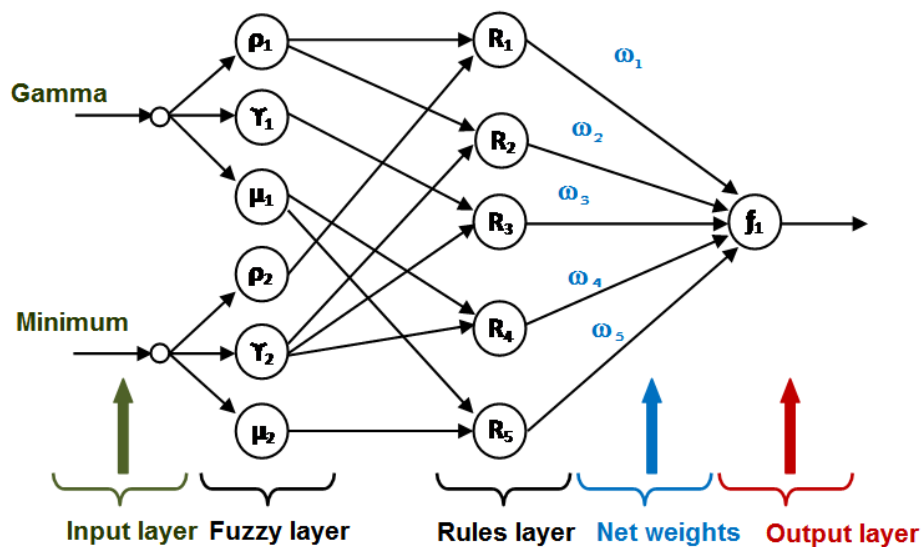 Gamma
Minimum
ρ1
ϒ1
μ1
ρ2
ϒ2
μ2
R1
R2
R3
R4
R5
ω1
ω2
ω3
ω4
ω5
f1
Input layer
Fuzzy layer
Rules layer
Net weights
Output layer